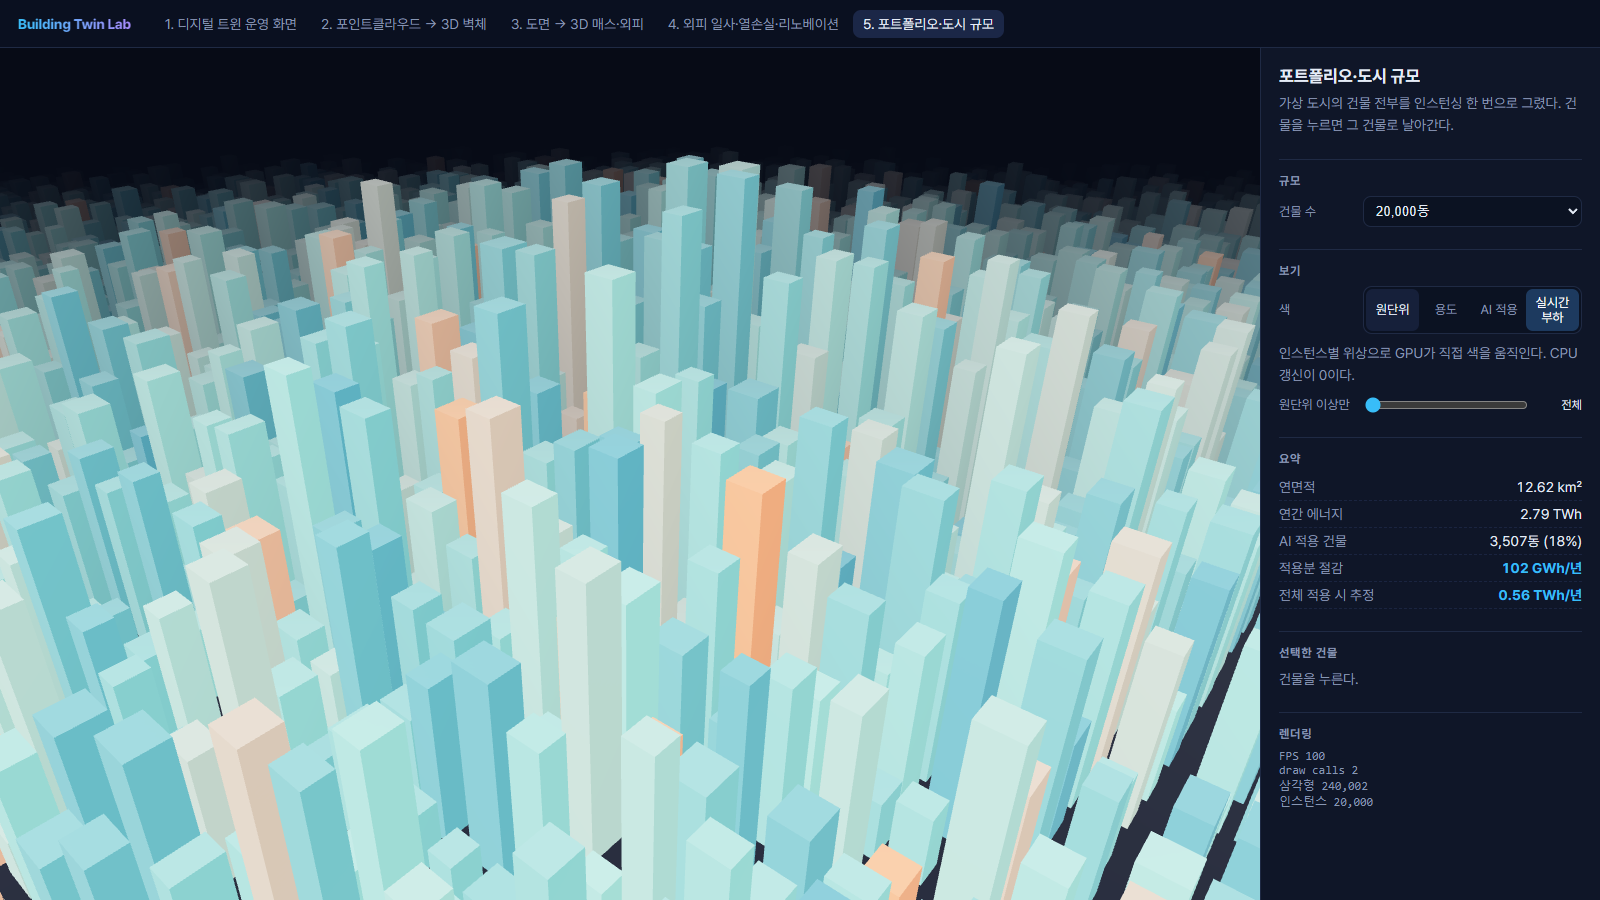 Building Twin Lab
1. 디지털 트윈 운영 화면
2. 포인트클라우드 → 3D 벽체
3. 도면 → 3D 매스·외피
4. 외피 일사·열손실·리노베이션
5. 포트폴리오·도시 규모
포트폴리오·도시 규모
가상 도시의 건물 전부를 인스턴싱 한 번으로 그렸다. 건
물을 누르면 그 건물로 날아간다.
규모
건물 수
20,000동
보기
색
원단위
용도
AI 적용
실시간
부하
인스턴스별 위상으로 GPU가 직접 색을 움직인다. CPU
갱신이 0이다.
원단위 이상만
전체
요약
연면적
12.62 km²
연간 에너지
2.79 TWh
AI 적용 건물
3,507동 (18%)
적용분 절감
102 GWh/년
전체 적용 시 추정
0.56 TWh/년
선택한 건물
건물을 누른다.
렌더링
FPS 100
draw calls 2
삼각형 240,002
인스턴스 20,000